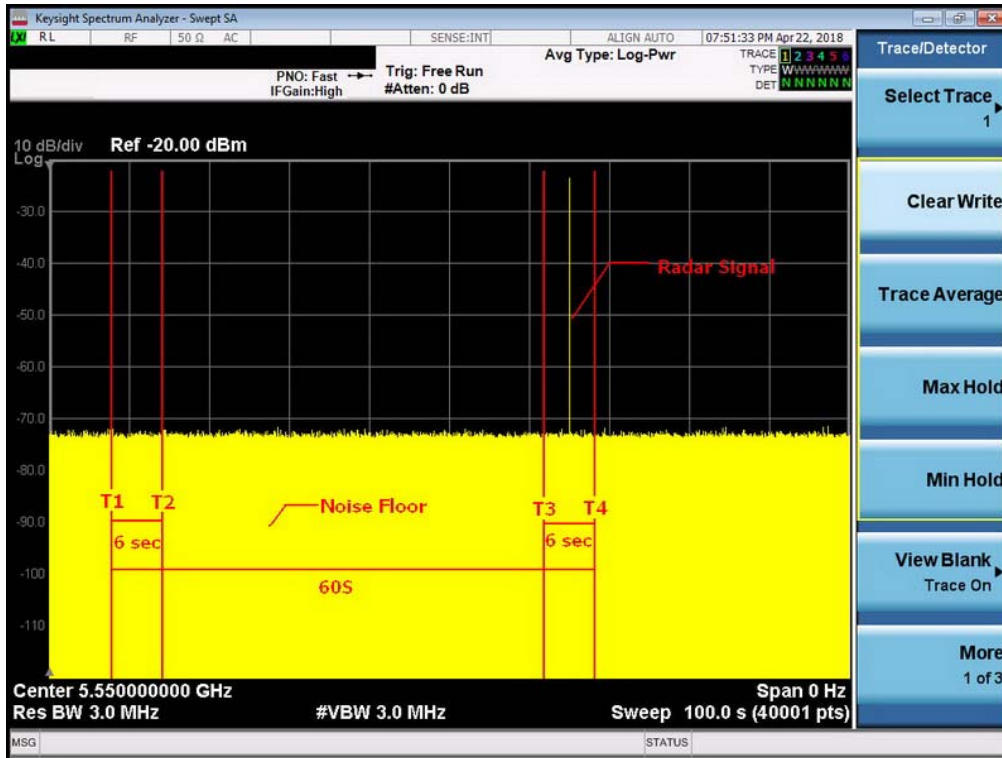 Keysight Spectrum Analyzer - Swept SA
LXI RL RF 50 Ω AC SENSE:INT ALIGN AUTO 07:51:33 PM Apr 22, 2018
PNO: Fast
IFGain:High
Trig: Free Run
#Atten: 0 dB
Avg Type: Log-Pwr
TRACE 1 2 3 4 5 6
TYPE WWWWWW
DET N N N N N N
10 dB/div
Log
Ref -20.00 dBm
-30.0
-40.0
-50.0
-60.0
-70.0
-80.0
-90.0
-100
-110
Radar Signal
T1 T2 Noise Floor T3 T4
6 sec 6 sec
60S
Center 5.550000000 GHz Span 0 Hz
Res BW 3.0 MHz #VBW 3.0 MHz Sweep 100.0 s (40001 pts)
MSG STATUS
Trace/Detector
Select Trace
1
Clear Write
Trace Average
Max Hold
Min Hold
View Blank
Trace On
More
1 of 3